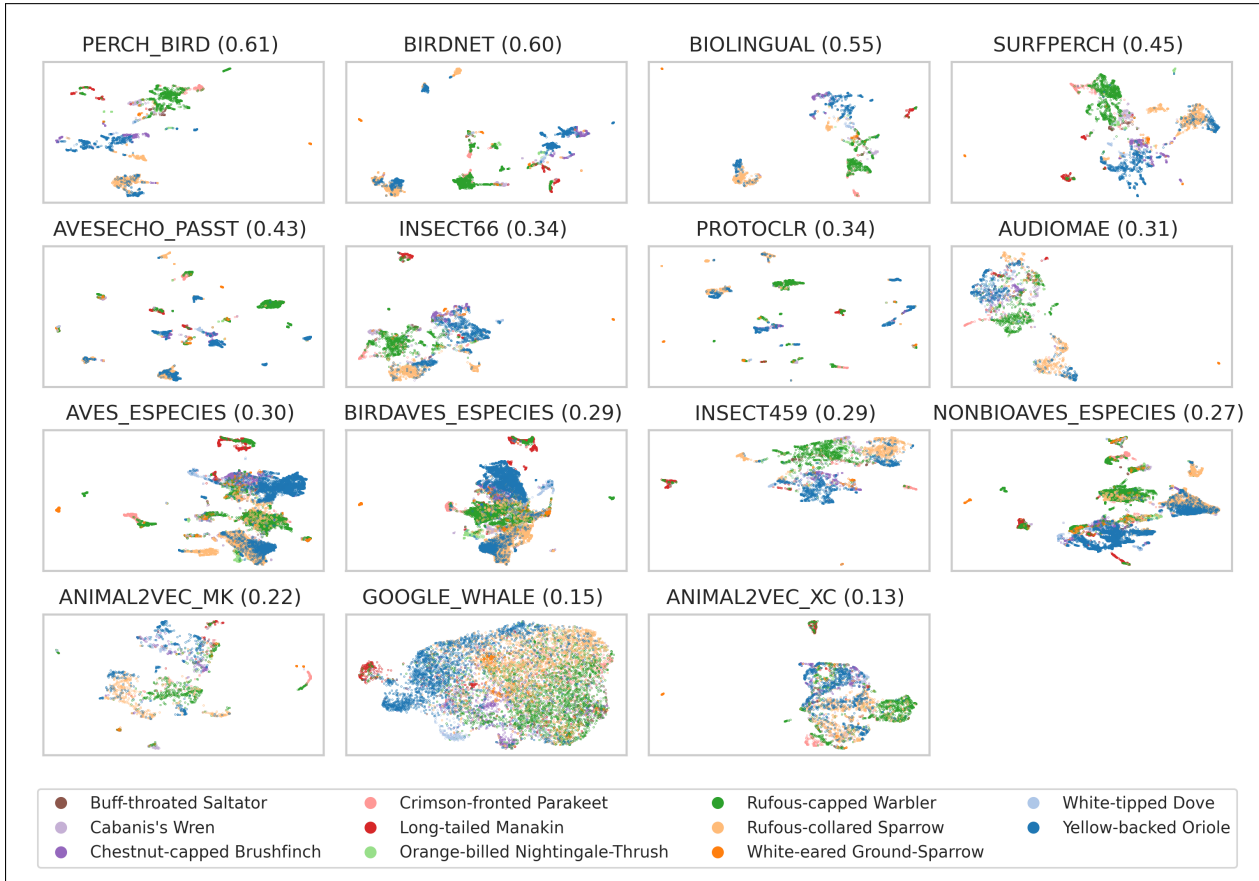 PERCH_BIRD (0.61) BIRDNET (0.60) BIOLINGUAL (0.55) SURFPERCH (0.45)
AVESECHO_PASST (0.43) INSECT66 (0.34) PROTOCLR (0.34) AUDIOMAE (0.31)
AVES_ESPECIES (0.30) BIRDAVES_ESPECIES (0.29) INSECT459 (0.29) NONBIOAVES_ESPECIES (0.27)
ANIMAL2VEC_MK (0.22) GOOGLE_WHALE (0.15) ANIMAL2VEC_XC (0.13)
Buff-throated Saltator Crimson-fronted Parakeet Rufous-capped Warbler White-tipped Dove
Cabanis's Wren Long-tailed Manakin Rufous-collared Sparrow Yellow-backed Oriole
Chestnut-capped Brushfinch Orange-billed Nightingale-Thrush White-eared Ground-Sparrow